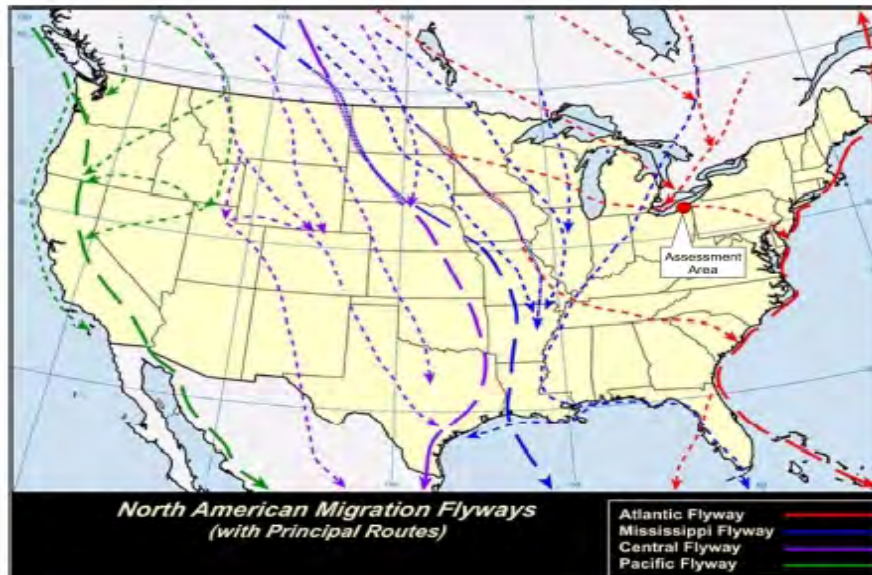 Assessment
Area
North American Migration Flyways
(with Principal Routes)
Atlantic Flyway
Mississippi Flyway
Central Flyway
Pacific Flyway